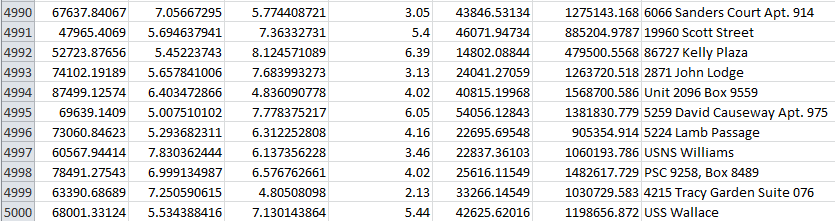 4990 67637.84067 7.05667295 5.774408721 3.05 43846.53134 1275143.168 6066 Sanders Court Apt. 914
4991 47965.4069 5.694637941 7.36332731 5.4 46071.94734 885204.9787 19960 Scott Street
4992 52723.87656 5.45223743 8.124571089 6.39 14802.08844 479500.5568 86727 Kelly Plaza
4993 74102.19189 5.657841006 7.683993273 3.13 24041.27059 1263720.518 2871 John Lodge
4994 87499.12574 6.403472866 4.836090778 4.02 40815.19968 1568700.586 Unit 2096 Box 9559
4995 69639.1409 5.007510102 7.778375217 6.05 54056.12843 1381830.779 5259 David Causeway Apt. 975
4996 73060.84623 5.293682311 6.312252808 4.16 22695.69548 905354.914 5224 Lamb Passage
4997 60567.94414 7.830362444 6.137356228 3.46 22837.36103 1060193.786 USNS Williams
4998 78491.27543 6.999134987 6.576762661 4.02 25616.11549 1482617.729 PSC 9258, Box 8489
4999 63390.68689 7.250590615 4.80508098 2.13 33266.14549 1030729.583 4215 Tracy Garden Suite 076
5000 68001.33124 5.534388416 7.130143864 5.44 42625.62016 1198656.872 USS Wallace